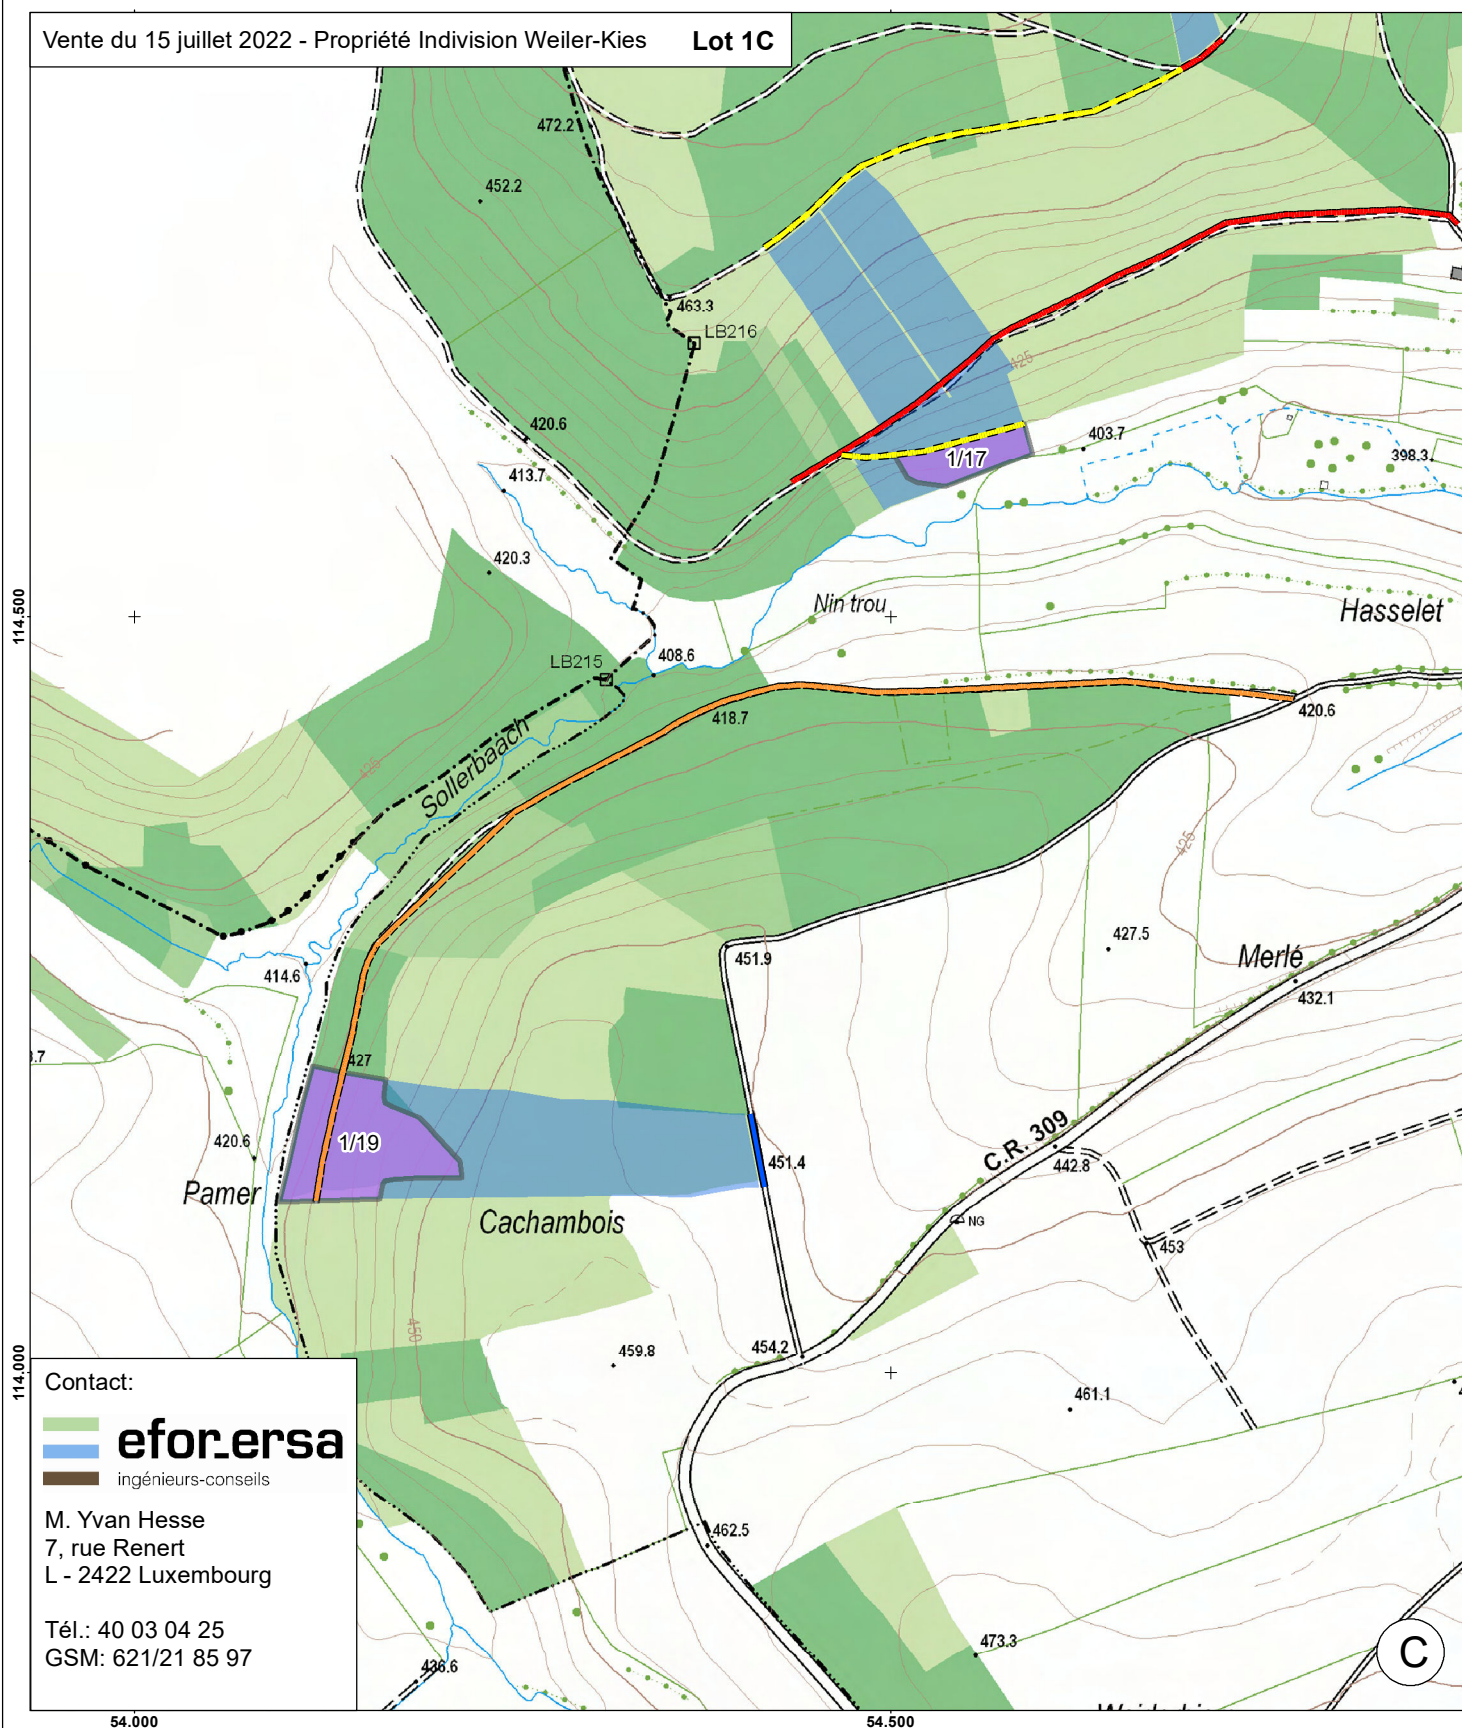 Vente du 15 juillet 2022 - Propriété Indivision Weiler-Kies Lot 1C
472.2
452.2
463.3
LB216
425
420.6
403.7
1/17
398.3
413.7
420.3
114.500
Nin trou
Hasselet
LB215
408.6
418.7
420.6
Sollerbaach
425
425
427.5
451.9
Merlé
414.6
432.1
427
C.R. 309
420.6
1/19
442.8
451.4
Pamer
Cachambois
NG
453
450
459.8
454.2
114.000
461.1
Contact:
efor_ersa
ingénieurs-conseils
M. Yvan Hesse
7, rue Renert
L - 2422 Luxembourg
Tél.: 40 03 04 25
GSM: 621/21 85 97
462.5
473.3
436.6
C
54.000
54.500